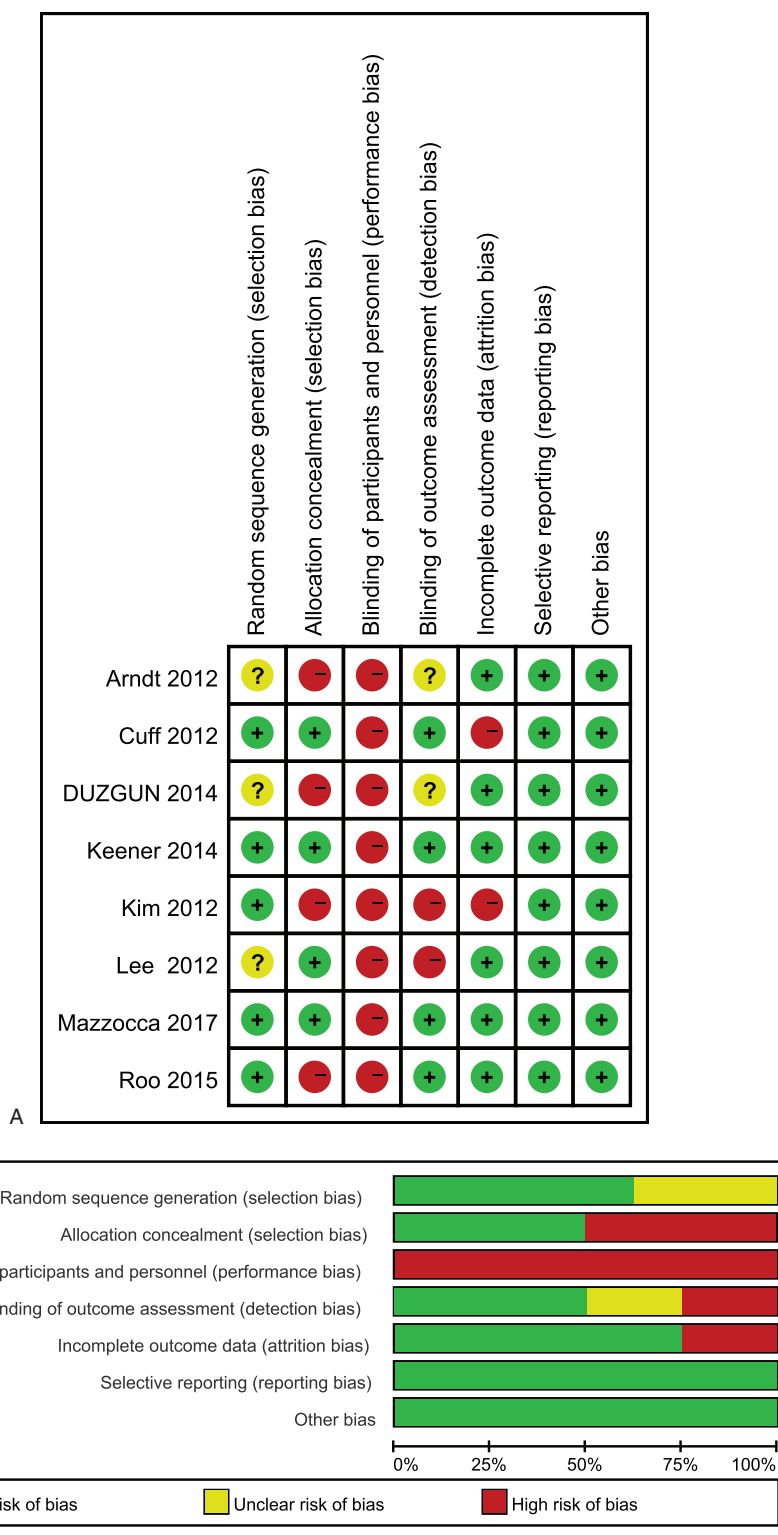 Random sequence generation (selection bias)
Allocation concealment (selection bias)
Blinding of participants and personnel (performance bias)
Blinding of outcome assessment (detection bias)
Incomplete outcome data (attrition bias)
Selective reporting (reporting bias)
Other bias
Arndt 2012 ? – – ? + + +
Cuff 2012 + + – + – + +
DUZGUN 2014 ? – – ? + + +
Keener 2014 + + – + + + +
Kim 2012 + – – – – + +
Lee 2012 ? + – – + + +
Mazzocca 2017 + + – + + + +
Roo 2015 + – – + + + +
A
Random sequence generation (selection bias)
Allocation concealment (selection bias)
participants and personnel (performance bias)
nding of outcome assessment (detection bias)
Incomplete outcome data (attrition bias)
Selective reporting (reporting bias)
Other bias
0% 25% 50% 75% 100%
isk of bias Unclear risk of bias High risk of bias